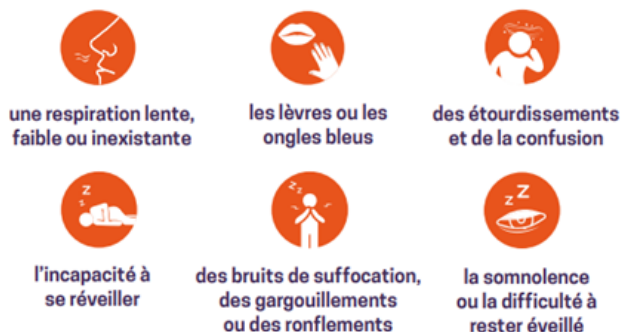 une respiration lente,
faible ou inexistante
les lèvres ou les
ongles bleus
des étourdissements
et de la confusion
z
z
l'incapacité à
se réveiller
z z
des bruits de suffocation,
des gargouillements
ou des ronflements
z z
la somnolence
ou la difficulté à
rester éveillé